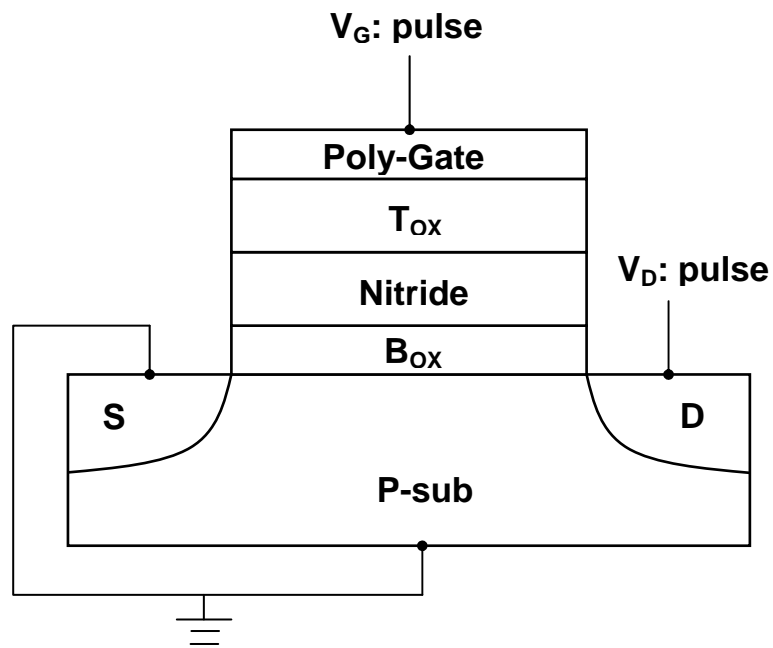 V_G: pulse
Poly-Gate
T_OX
V_D: pulse
Nitride
B_OX
S
D
P-sub